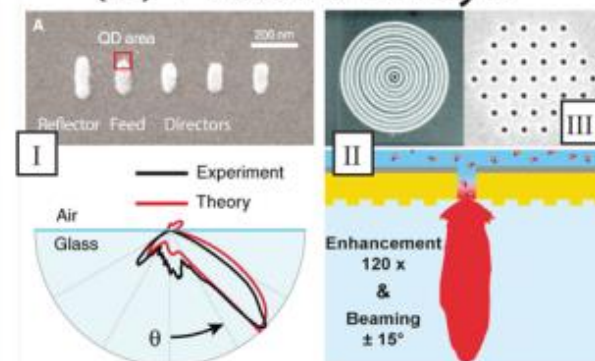 A
QD area
200 nm
Reflector Feed Directors
I
Experiment
Theory
Air
Glass
θ
III
II
Enhancement
120 x
&
Beaming
± 15°